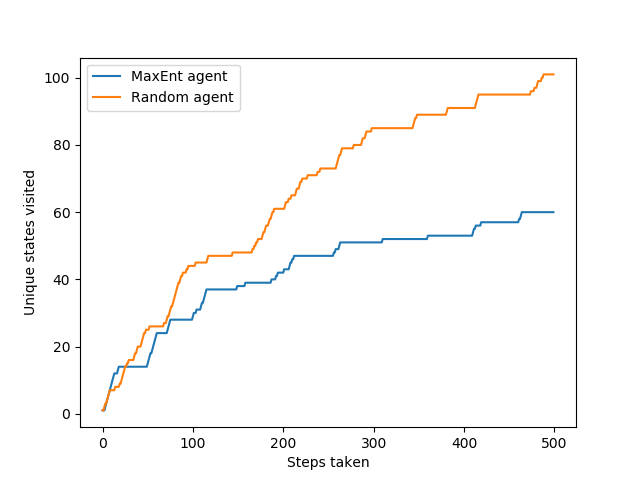 MaxEnt agent
Random agent
100
80
60
40
20
0
Unique states visited
0 100 200 300 400 500
Steps taken